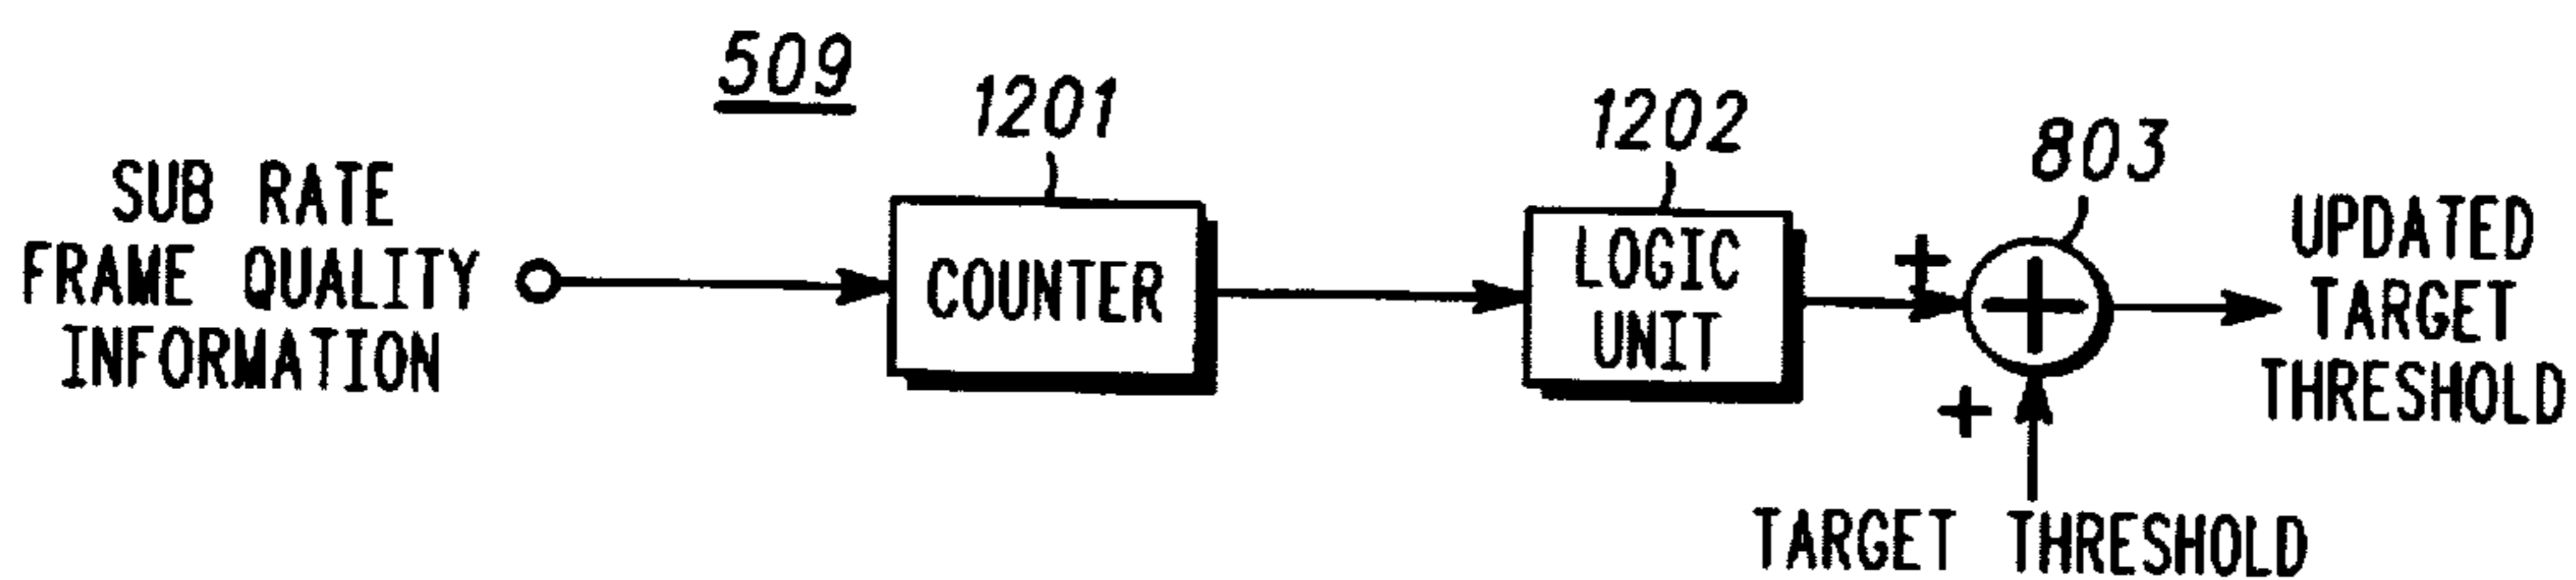 509
1201
1202
803
SUB RATE
FRAME QUALITY
INFORMATION
COUNTER
LOGIC
UNIT
+
+
+
UPDATED
TARGET
THRESHOLD
TARGET THRESHOLD